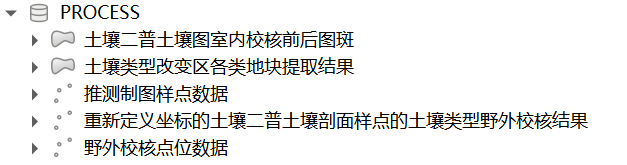 PROCESS
土壤二普土壤图室内校核前后图斑
土壤类型改变区各类地块提取结果
推测制图样点数据
重新定义坐标的土壤二普土壤剖面样点的土壤类型野外校核结果
野外校核点位数据